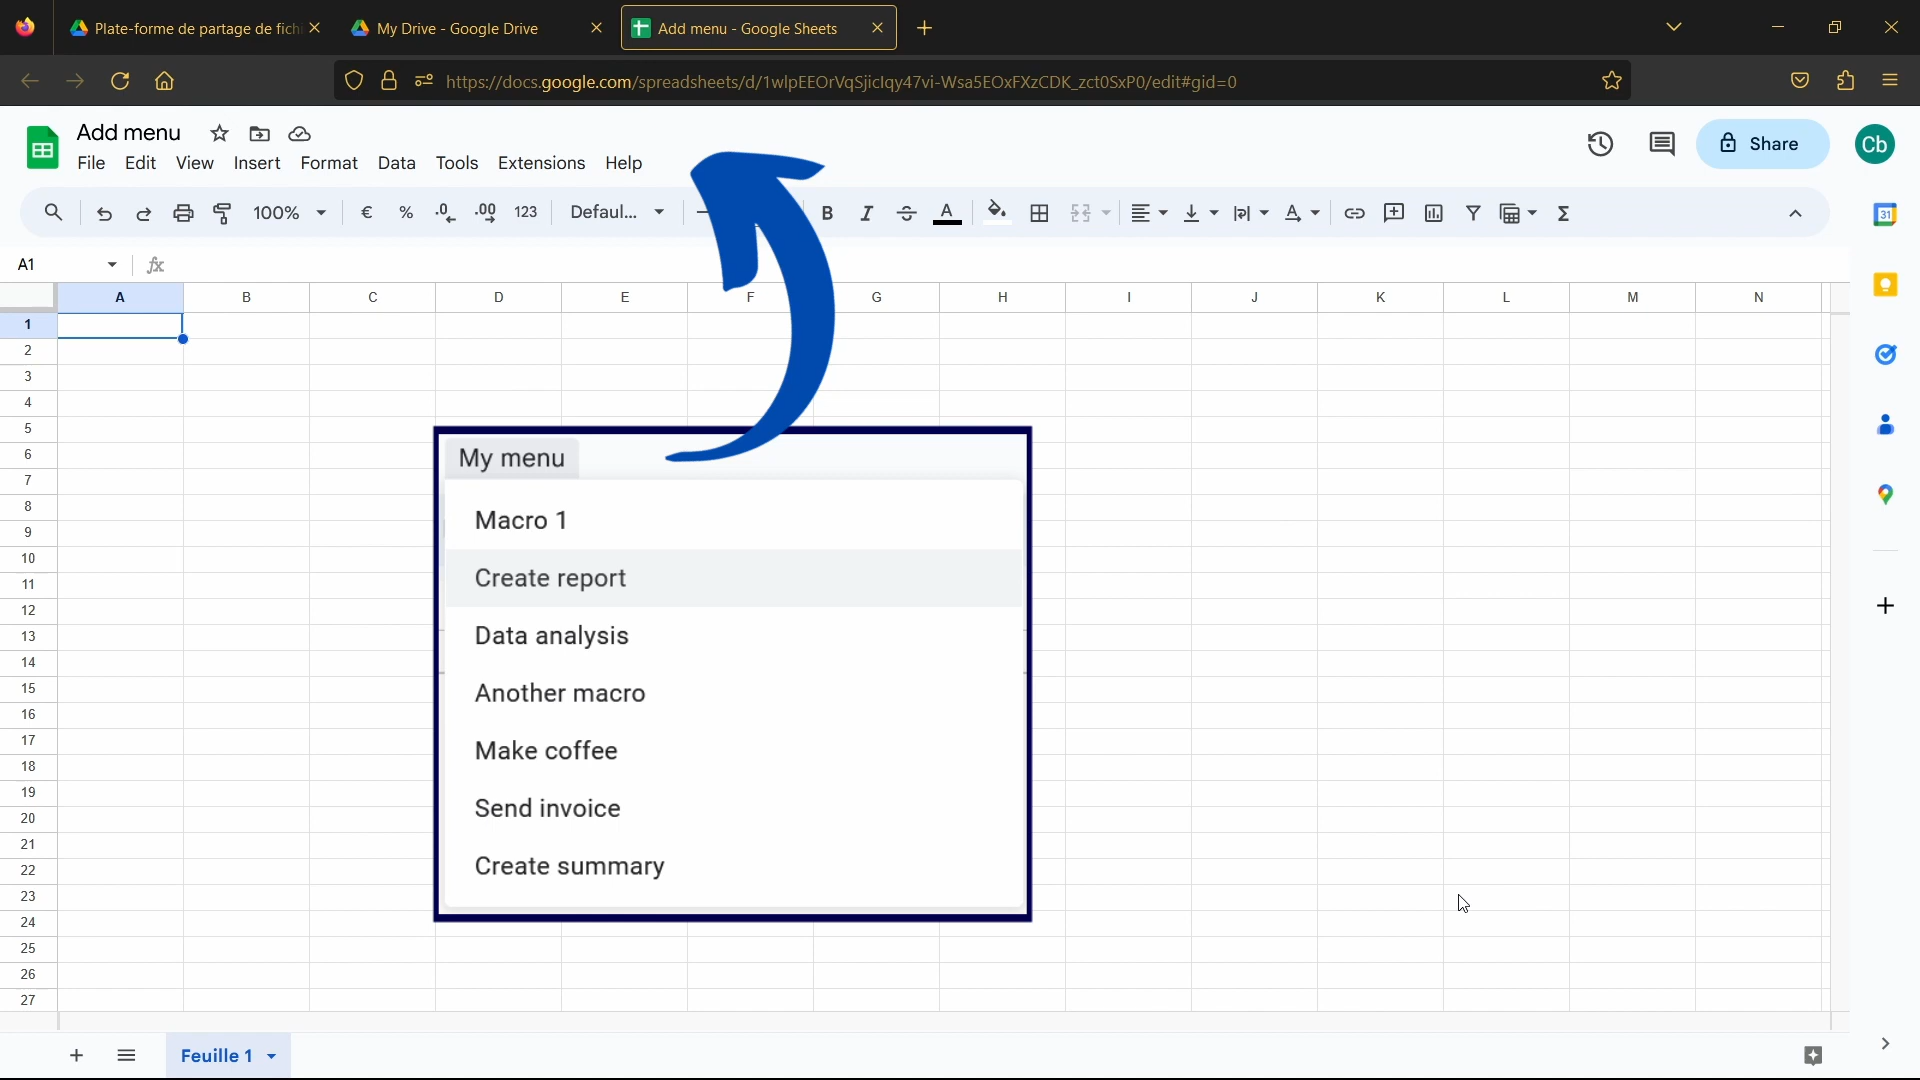 Plate-forme de partage de fichi
My Drive - Google Drive
Add menu - Google Sheets
https://docs.google.com/spreadsheets/d/1wlpEEOrVqSjiclqy47vi-Wsa5EOxFXzCDK_zct0SxP0/edit#gid=0
Add menu
File Edit View Insert Format Data Tools Extensions Help
Share
Cb
100% € % .0 .00 123 Defaul... B I A A Σ
31
A1 fx
A B C D E F G H I J K L M N
1
2
3
4
5
6
7
8
9
10
11
12
13
14
15
16
17
18
19
20
21
22
23
24
25
26
27
My menu
Macro 1
Create report
Data analysis
Another macro
Make coffee
Send invoice
Create summary
Feuille 1